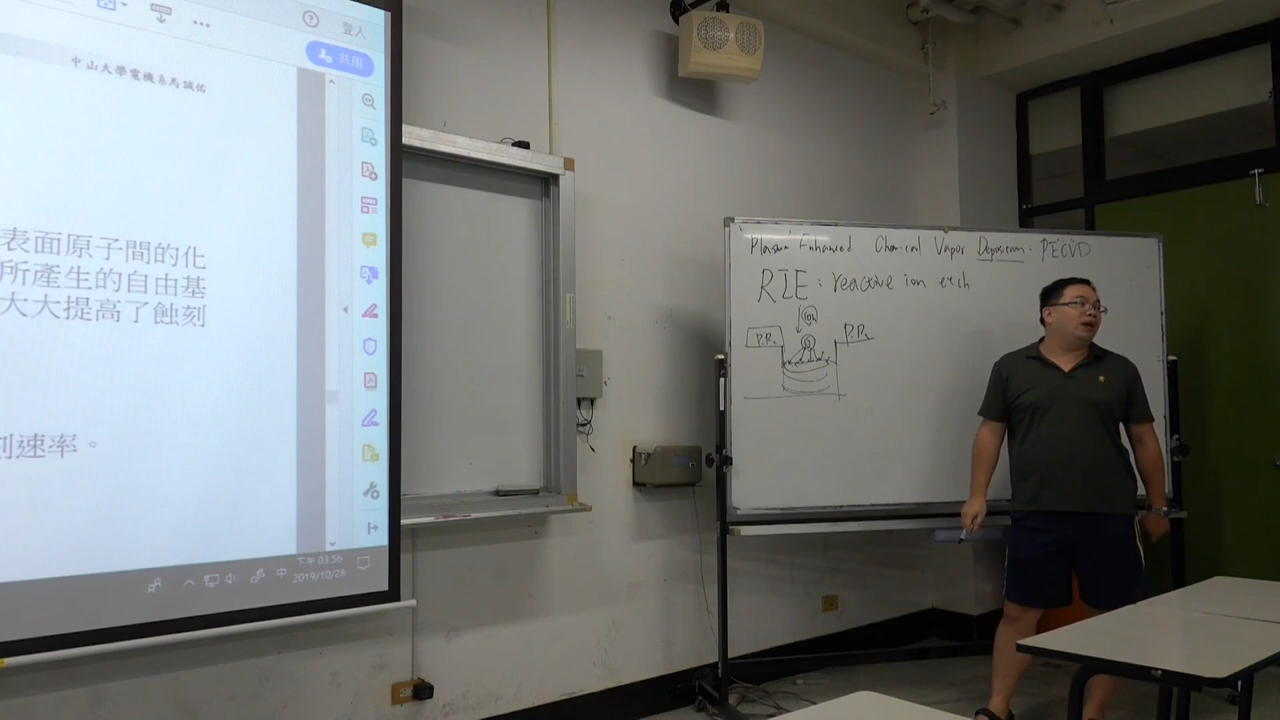 登入
共用
中山大學電機系馬誠佑
表面原子間的化
所產生的自由基
大大提高了蝕刻
刻速率。
中
下午 03:56
2019/10/28
Plasma Enhanced Chemical Vapor Deposition : PECVD
RIE : reactive ion etch
ion
P.R.
P.R.